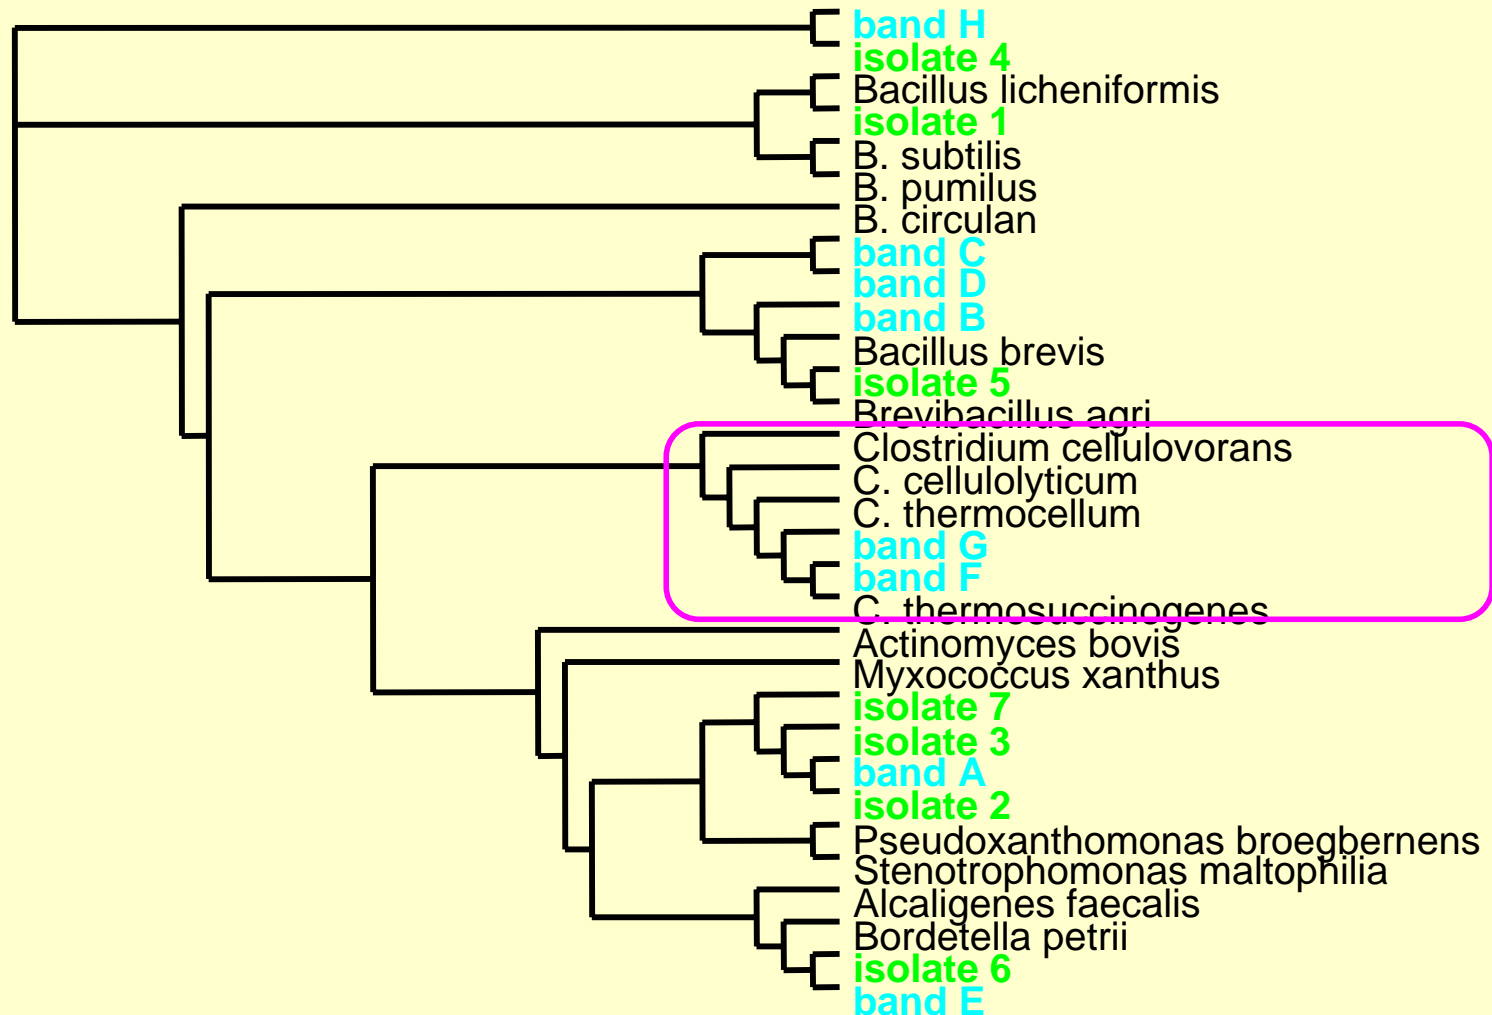 band H
isolate 4
Bacillus licheniformis
isolate 1
B. subtilis
B. pumilus
B. circulan
band C
band D
band B
Bacillus brevis
isolate 5
Brevibacillus agri
Clostridium cellulovorans
C. cellulolyticum
C. thermocellum
band G
band F
C. thermosuccinogenes
Actinomyces bovis
Myxococcus xanthus
isolate 7
isolate 3
band A
isolate 2
Pseudoxanthomonas broegbernens
Stenotrophomonas maltophilia
Alcaligenes faecalis
Bordetella petrii
isolate 6
band E